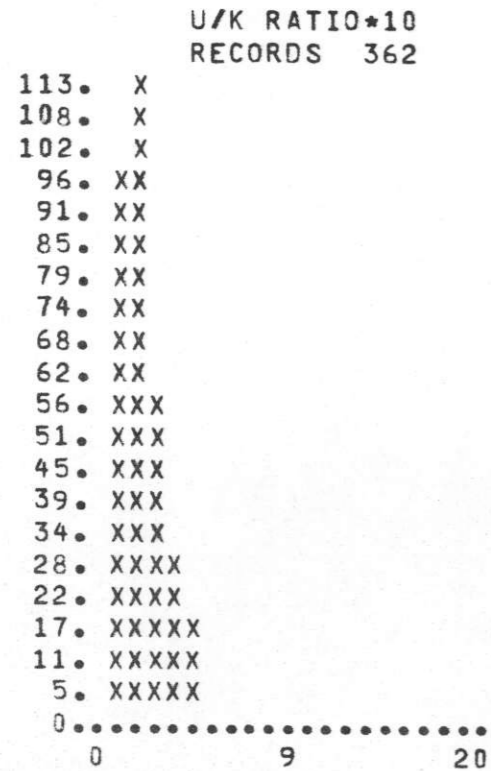 U/K RATIO*10
RECORDS 362
113. X
108. X
102. X
96. XX
91. XX
85. XX
79. XX
74. XX
68. XX
62. XX
56. XXX
51. XXX
45. XXX
39. XXX
34. XXX
28. XXXX
22. XXXX
17. XXXXX
11. XXXXX
5. XXXXX
0......................
0 9 20